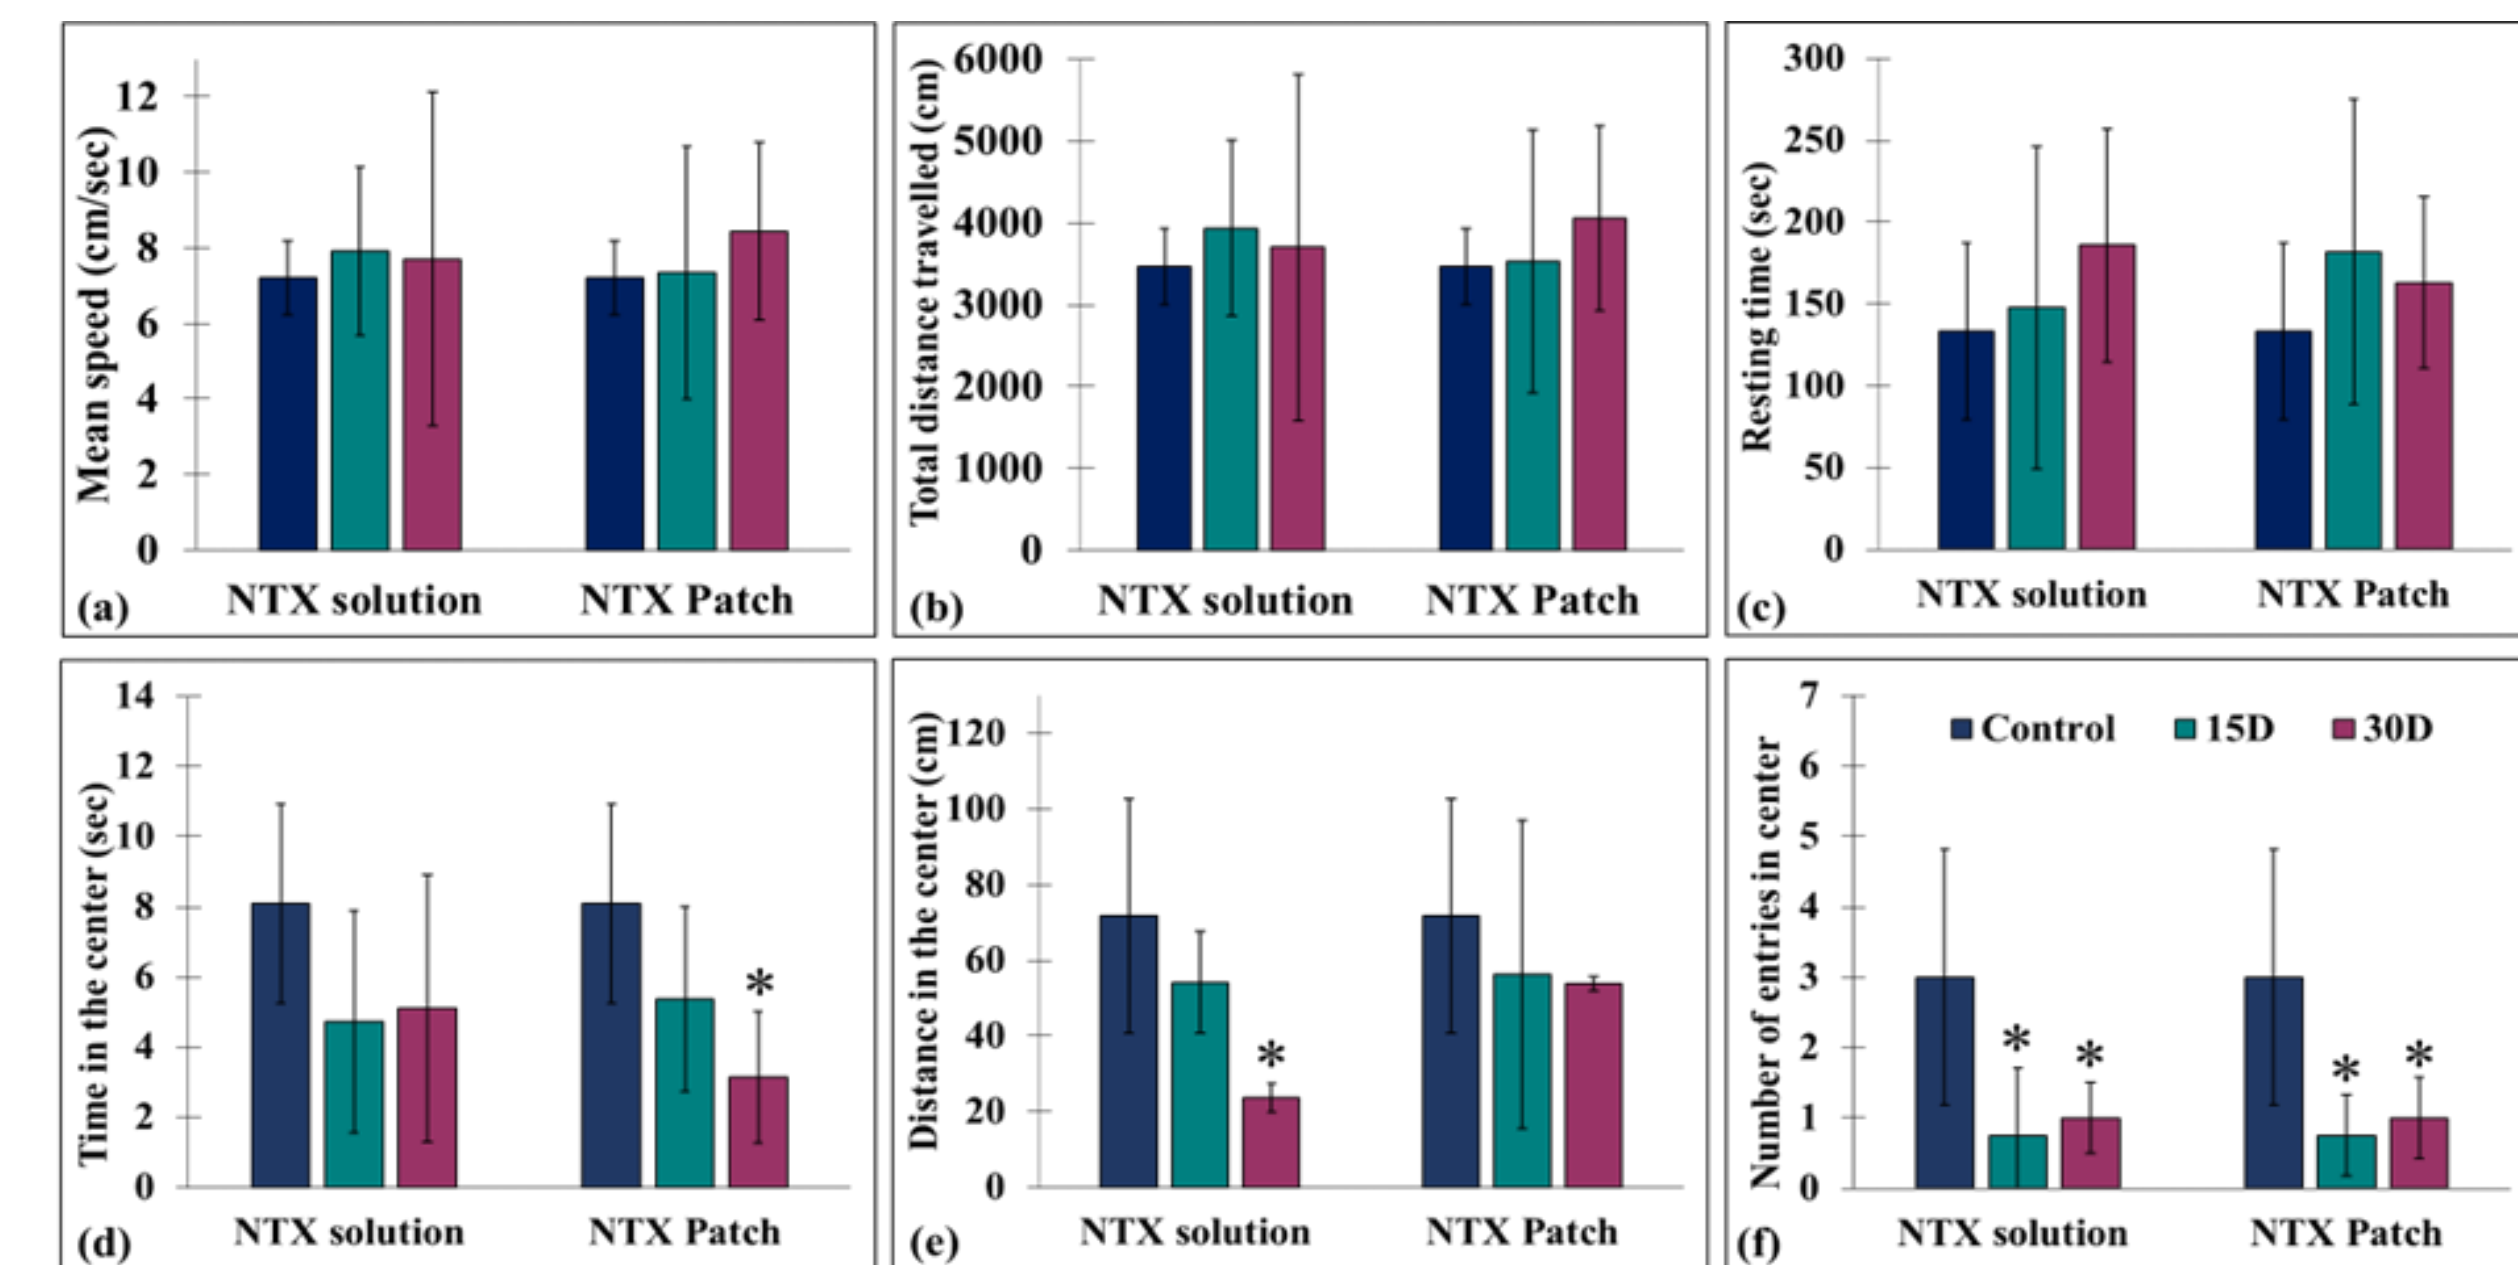 Mean speed (cm/sec)
12
10
8
6
4
2
0
NTX solution NTX Patch
(a)
Total distance travelled (cm)
6000
5000
4000
3000
2000
1000
0
NTX solution NTX Patch
(b)
Resting time (sec)
300
250
200
150
100
50
0
NTX solution NTX Patch
(c)
Time in the center (sec)
14
12
10
8
6
4
2
0
*
NTX solution NTX Patch
(d)
Distance in the center (cm)
120
100
80
60
40
20
0
*
NTX solution NTX Patch
(e)
Number of entries in center
7
6
5
4
3
2
1
0
Control 15D 30D
* * * *
NTX solution NTX Patch
(f)